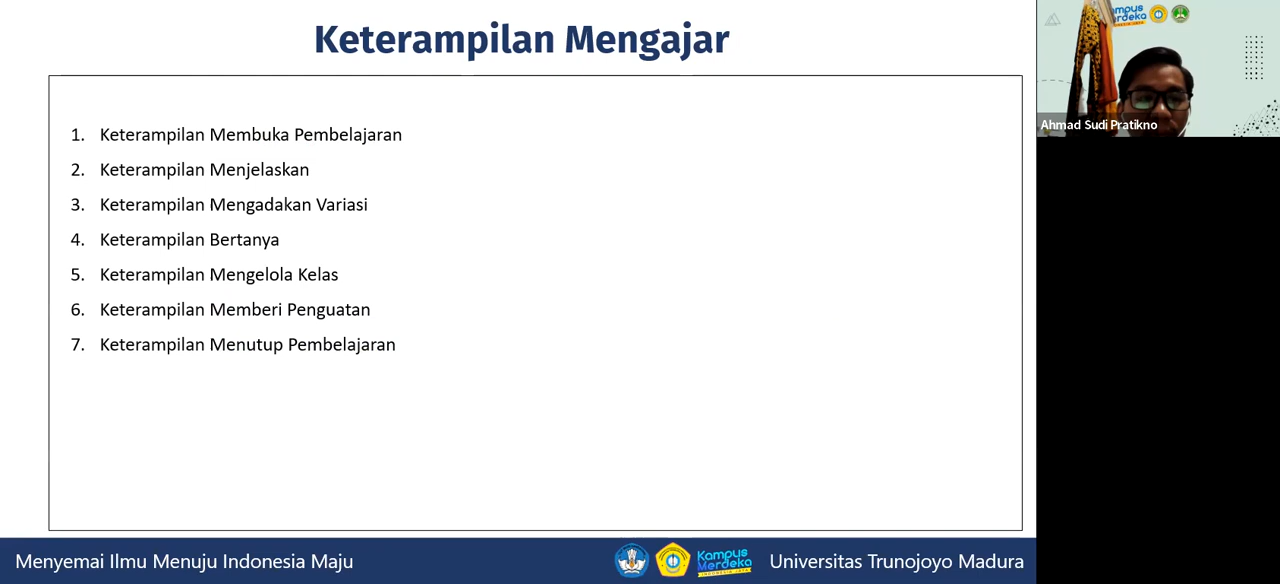 Keterampilan Mengajar
1. Keterampilan Membuka Pembelajaran
2. Keterampilan Menjelaskan
3. Keterampilan Mengadakan Variasi
4. Keterampilan Bertanya
5. Keterampilan Mengelola Kelas
6. Keterampilan Memberi Penguatan
7. Keterampilan Menutup Pembelajaran
Menyemai Ilmu Menuju Indonesia Maju
Kampus
Merdeka
INDONESIA JAYA
Universitas Trunojoyo Madura
Ahmad Sudi Pratikno